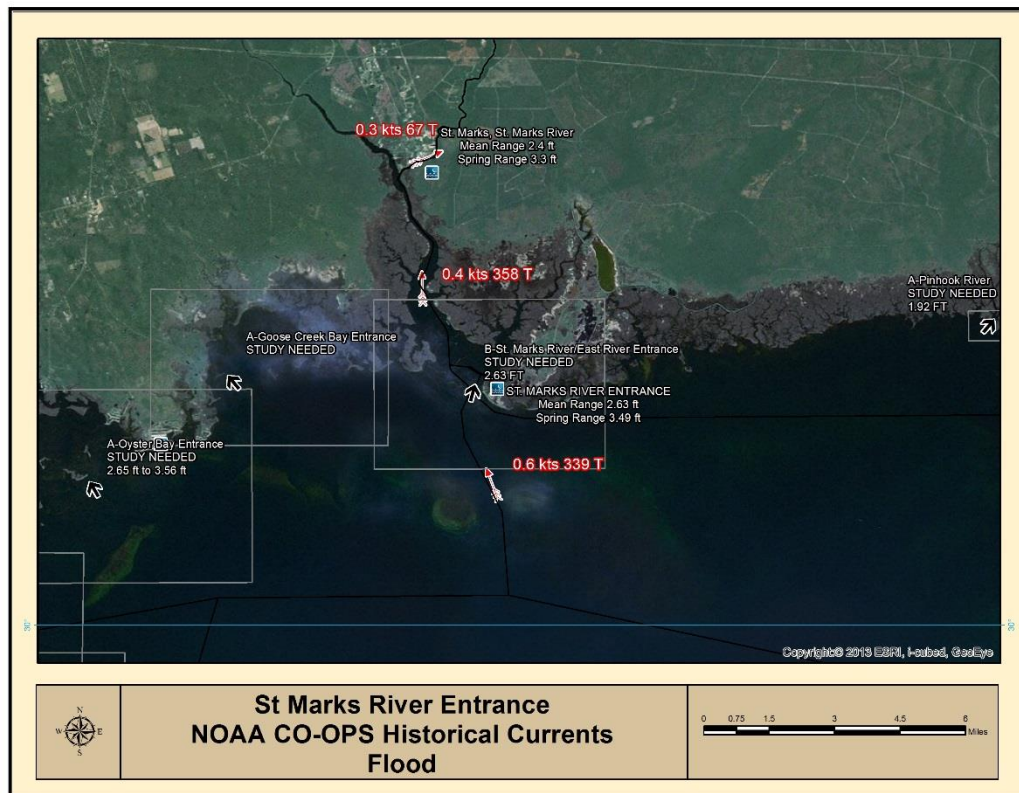 0.3 kts 67 T
St. Marks, St. Marks River
Mean Range 2.4 ft
Spring Range 3.3 ft
0.4 kts 358 T
A-Pinhook River
STUDY NEEDED
1.92 FT
A-Goose Creek Bay Entrance
STUDY NEEDED
B-St. Marks River/East River Entrance
STUDY NEEDED
2.63 FT
ST. MARKS RIVER ENTRANCE
Mean Range 2.63 ft
Spring Range 3.49 ft
A-Oyster Bay Entrance
STUDY NEEDED
2.65 ft to 3.56 ft
0.6 kts 339 T
30°
30°
Copyright:© 2013 ESRI, i-cubed, GeoEye
N
W E
S
St Marks River Entrance
NOAA CO-OPS Historical Currents
Flood
0 0.75 1.5 3 4.5 6
Miles